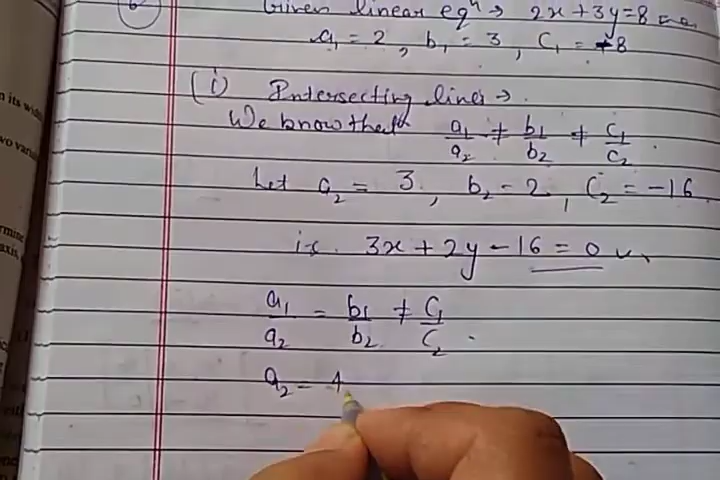 Given linear eqⁿ → 2x + 3y = 8
a₁ = 2 , b₁ = 3 , C₁ = -8
(i) Intersecting lines →
We know that a₁/a₂ ≠ b₁/b₂ ≠ c₁/c₂ .
Let a₂ = 3 , b₂ - 2 , C₂ = -16
i.e. 3x + 2y - 16 = 0
a₁/a₂ = b₁/b₂ ≠ C₁/C₂ .
a₂ = 4